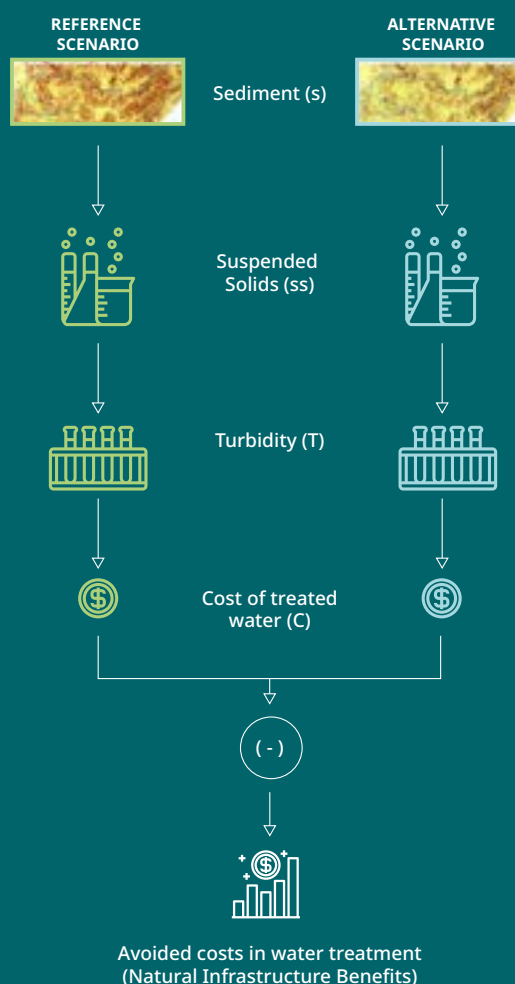 REFERENCE
SCENARIO
ALTERNATIVE
SCENARIO
Sediment (s)
Suspended
Solids (ss)
Turbidity (T)
$
$
Cost of treated
water (C)
( - )
$
Avoided costs in water treatment
(Natural Infrastructure Benefits)